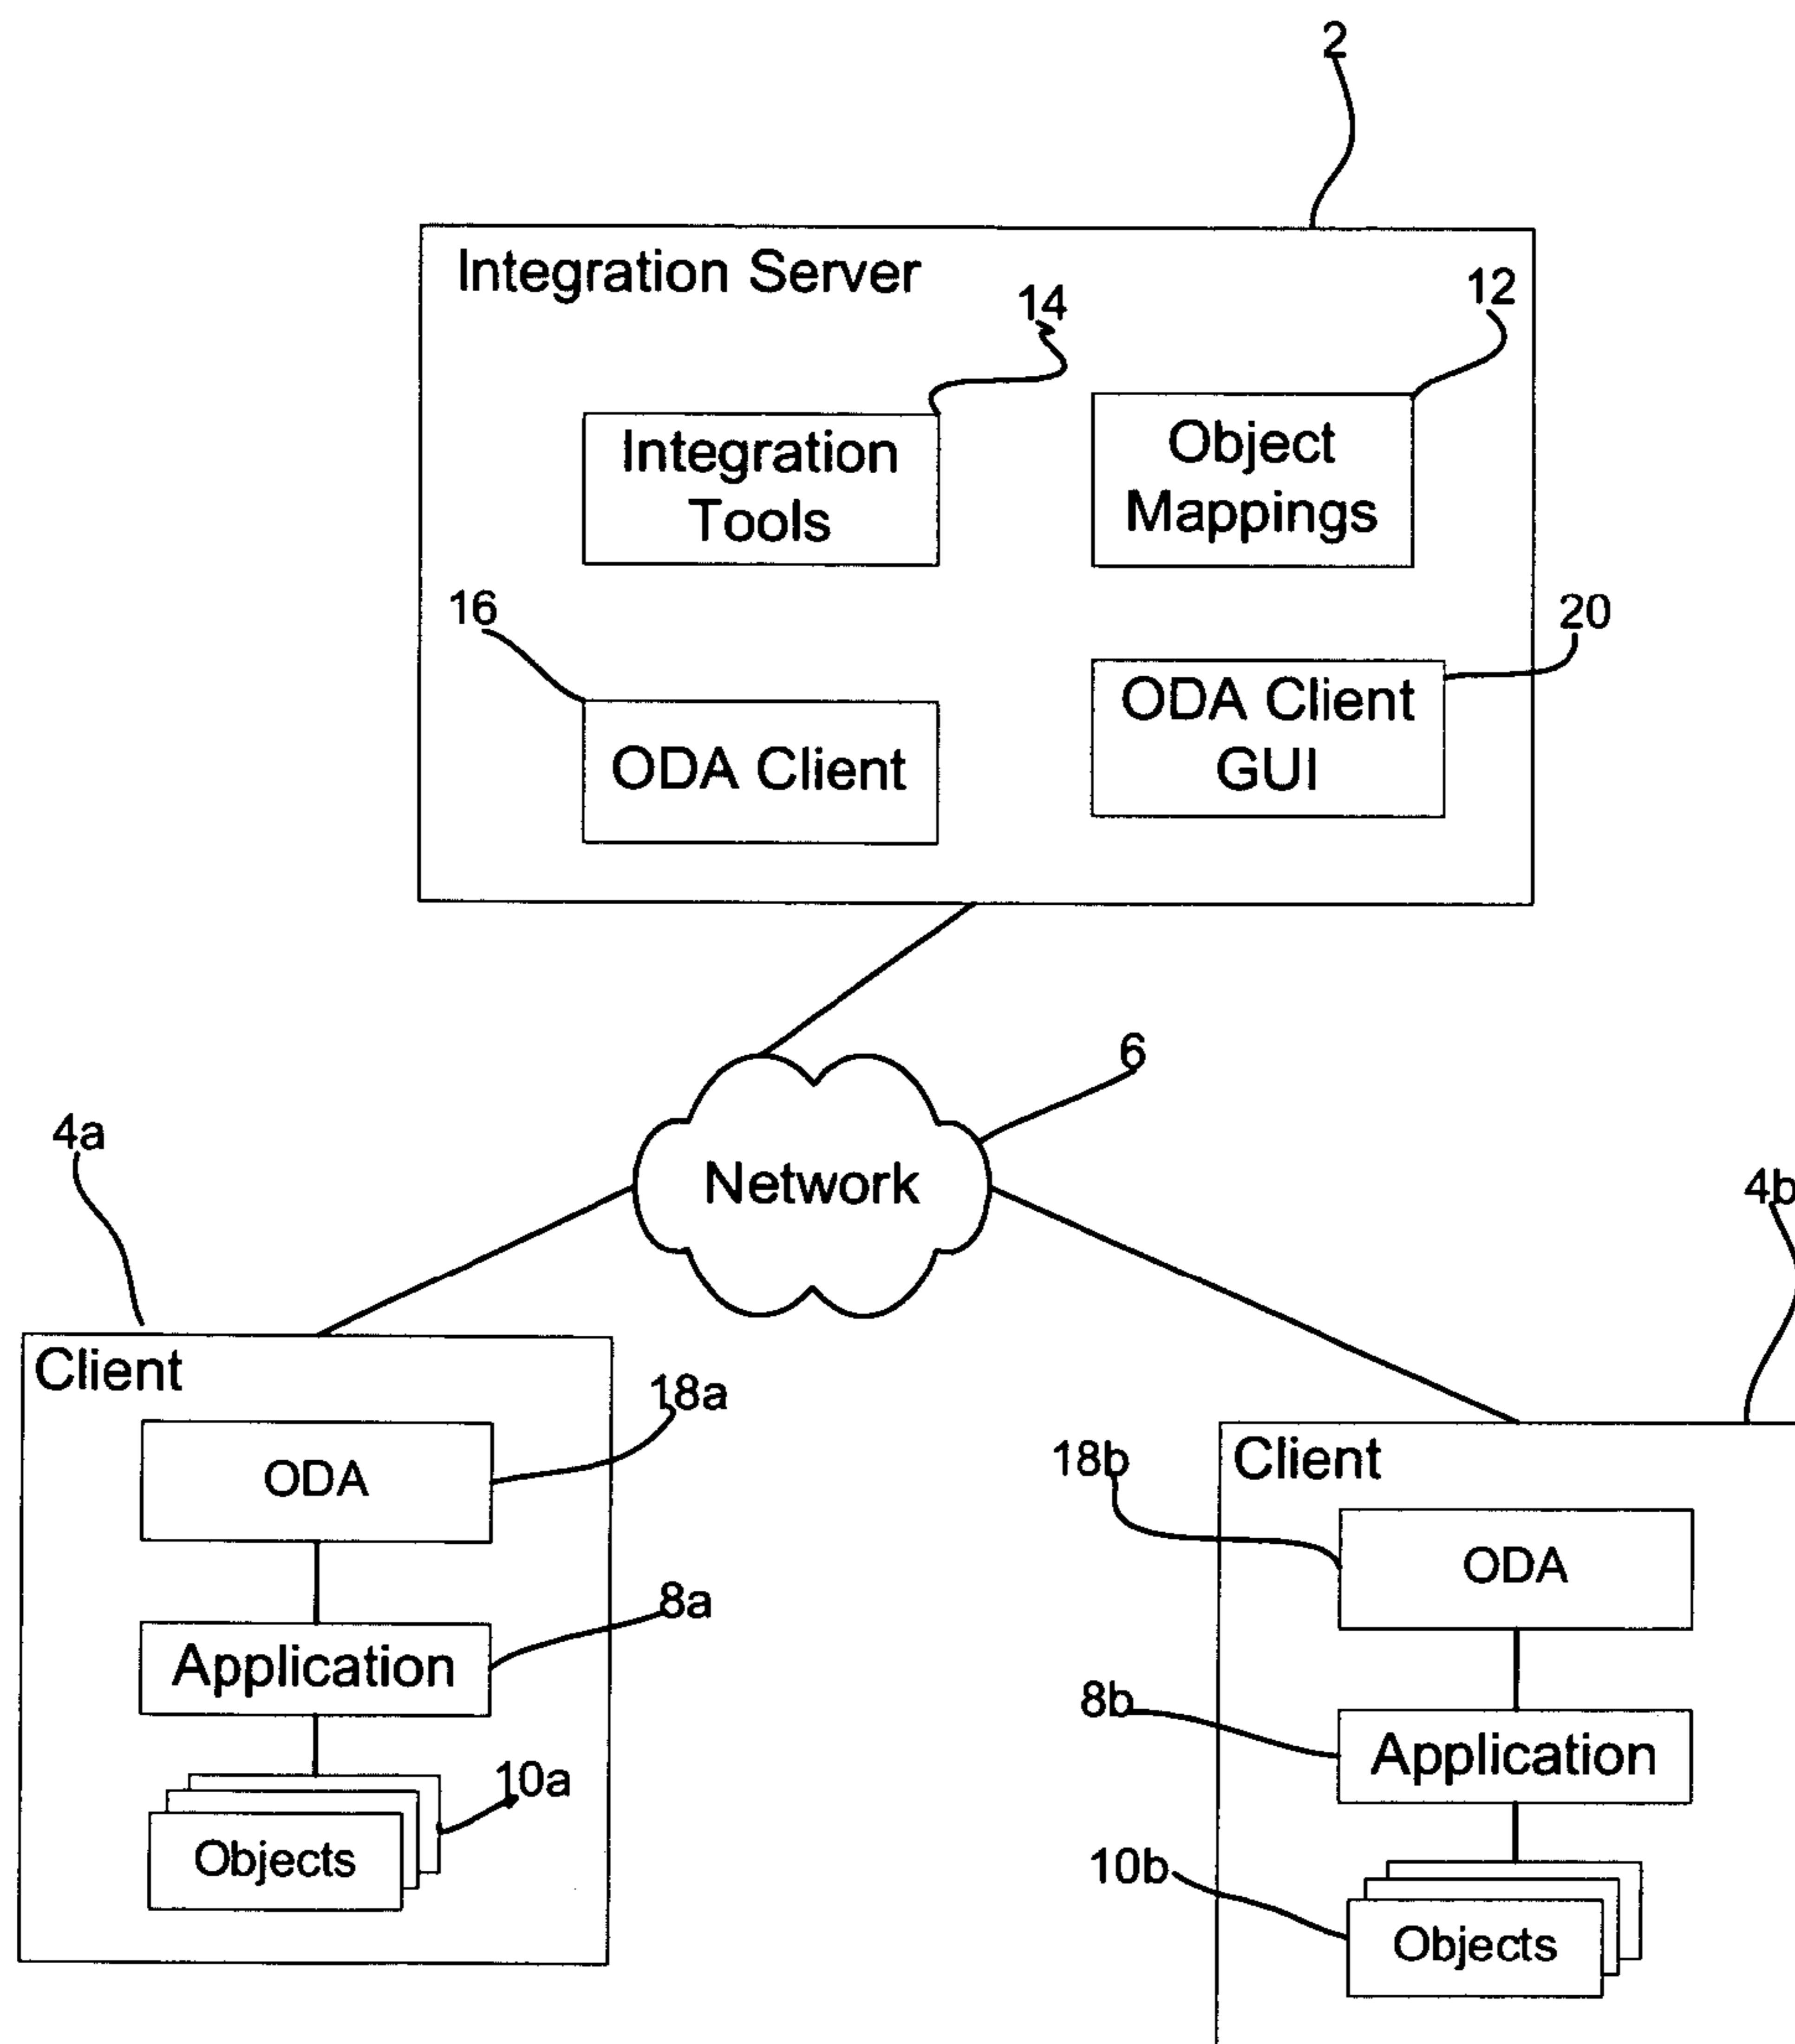 2
Integration Server
14
12
Integration
Tools
Object
Mappings
16
20
ODA Client
ODA Client
GUI
6
4a
Network
4b
Client
18a
ODA
18b
Client
ODA
8a
Application
8b
Application
10a
Objects
10b
Objects